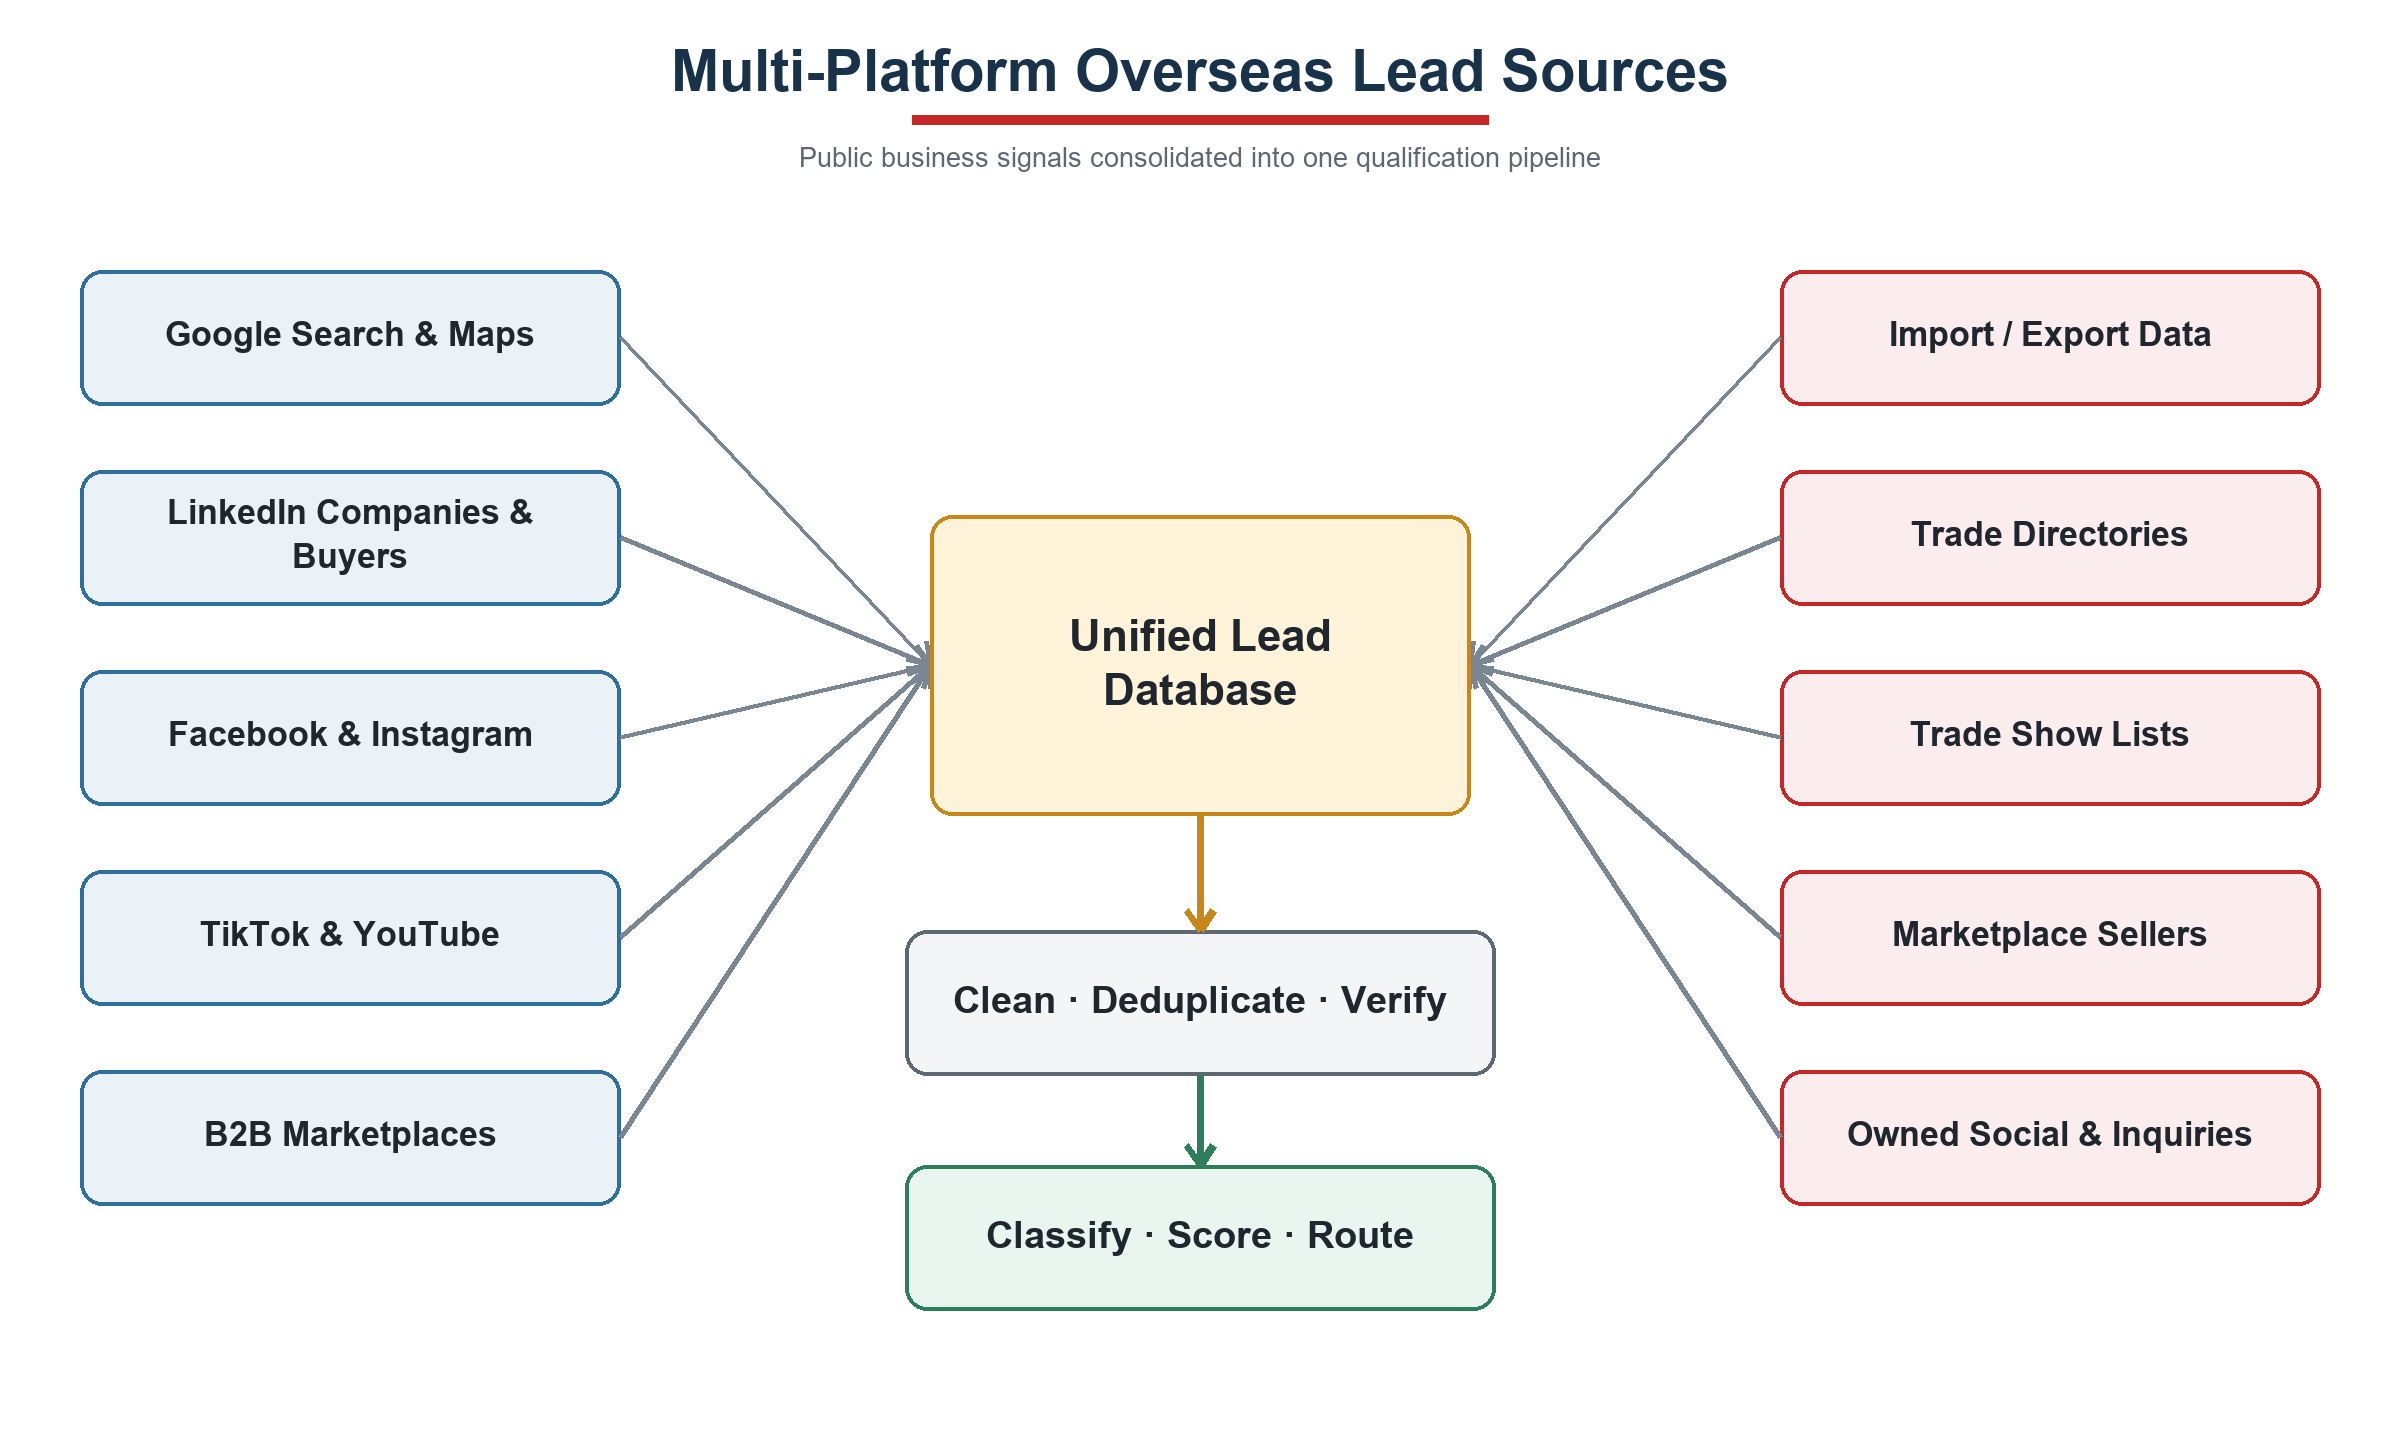 Multi-Platform Overseas Lead Sources
Public business signals consolidated into one qualification pipeline
Google Search & Maps
LinkedIn Companies &
Buyers
Facebook & Instagram
TikTok & YouTube
B2B Marketplaces
Unified Lead
Database
Clean · Deduplicate · Verify
Classify · Score · Route
Import / Export Data
Trade Directories
Trade Show Lists
Marketplace Sellers
Owned Social & Inquiries